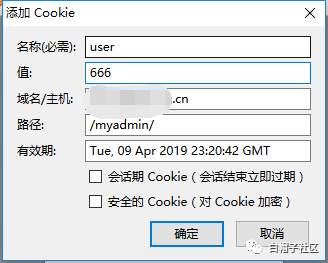 添加 Cookie
名称(必需): user
值: 666
域名/主机: .cn
路径: /myadmin/
有效期: Tue, 09 Apr 2019 23:20:42 GMT
会话期 Cookie（会话结束立即过期）
安全的 Cookie（对 Cookie 加密）
确定 取消
白帽子社区